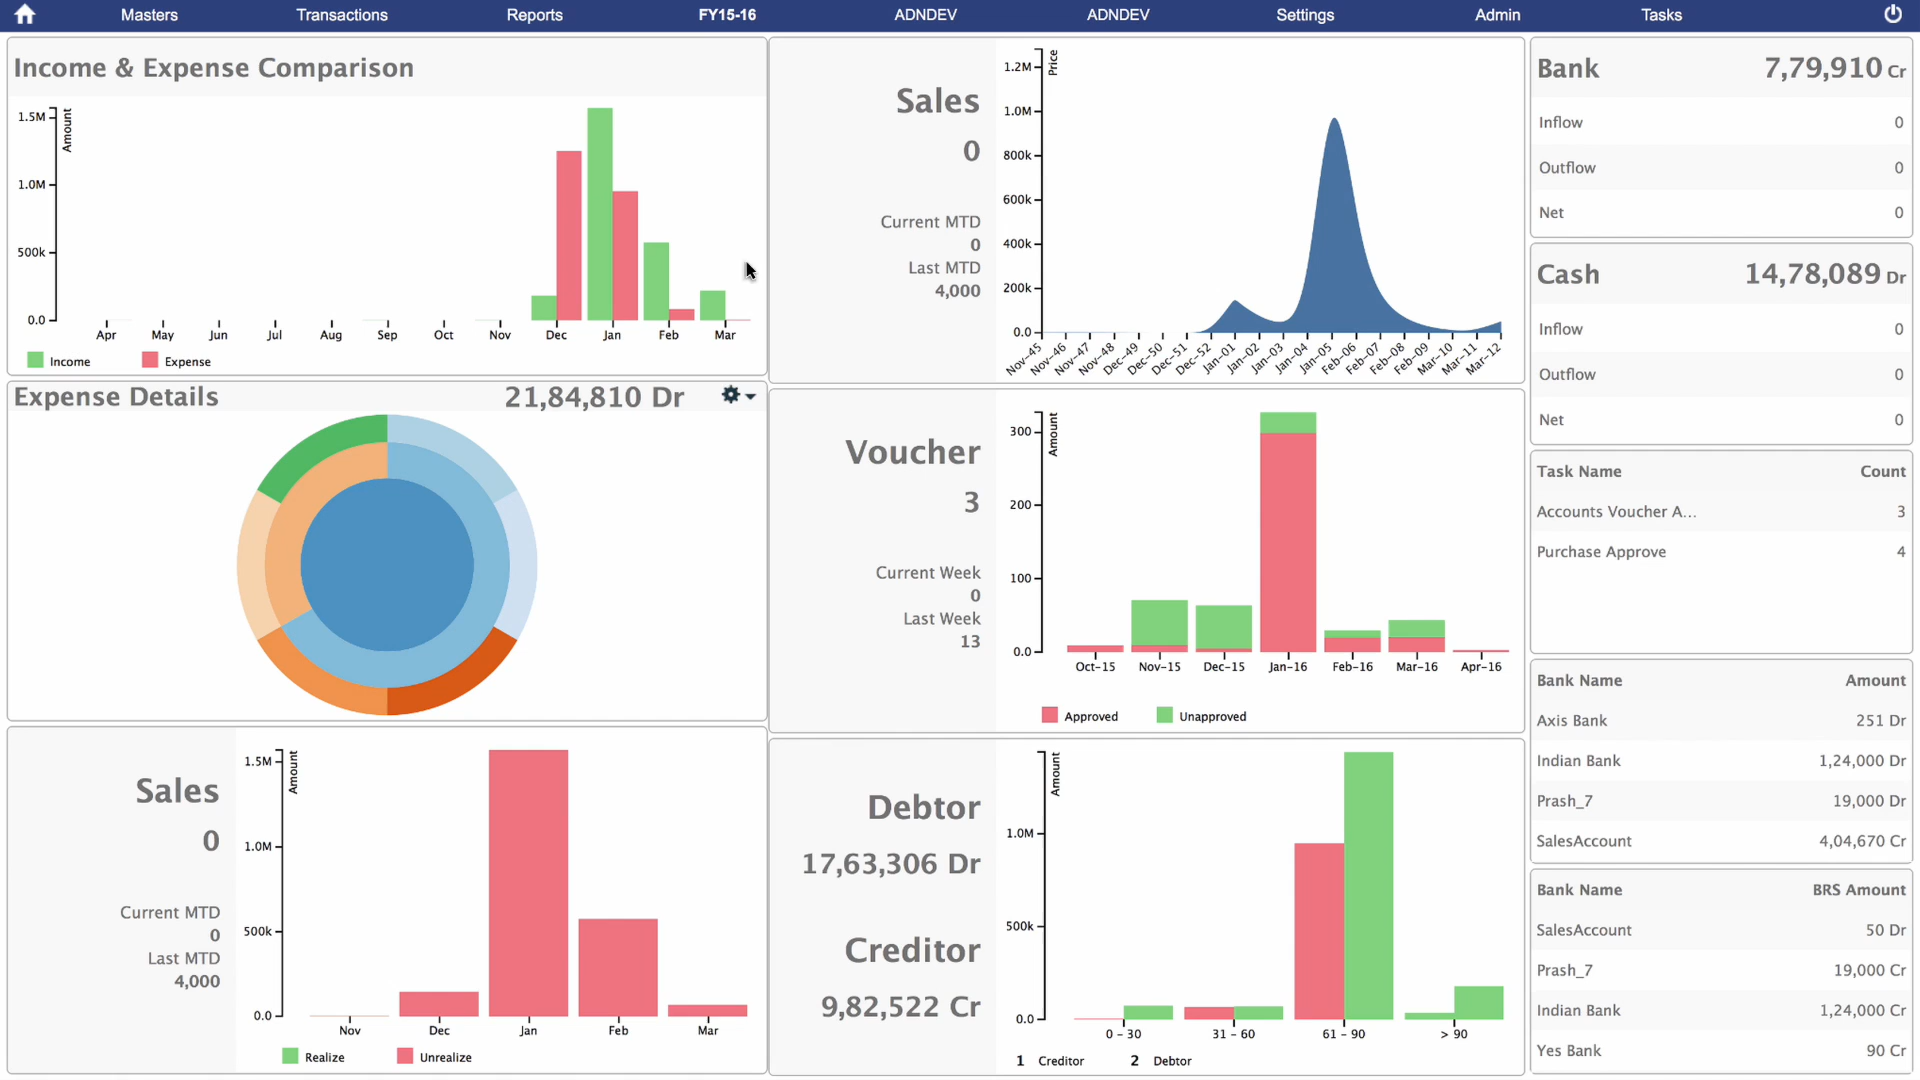 Masters Transactions Reports FY15-16 ADNDEV ADNDEV Settings Admin Tasks
Income & Expense Comparison
Amount
1.5M
1.0M
500k
0.0
Apr May Jun Jul Aug Sep Oct Nov Dec Jan Feb Mar
Income Expense
Expense Details 21,84,810 Dr
Sales
0
Current MTD
0
Last MTD
4,000
Amount
1.5M
1.0M
500k
0.0
Nov Dec Jan Feb Mar
Realize Unrealize
Sales
0
Current MTD
0
Last MTD
4,000
Price
1.2M
1.0M
800k
600k
400k
200k
0.0
Nov-45 Nov-46 Nov-47 Nov-48 Dec-49 Dec-50 Dec-51 Dec-52 Jan-01 Jan-02 Jan-03 Jan-04 Jan-05 Feb-06 Feb-07 Feb-08 Feb-09 Mar-10 Mar-11 Mar-12
Voucher
3
Current Week
0
Last Week
13
Amount
300
200
100
0.0
Oct-15 Nov-15 Dec-15 Jan-16 Feb-16 Mar-16 Apr-16
Approved Unapproved
Debtor
17,63,306 Dr
Creditor
9,82,522 Cr
Amount
1.0M
500k
0.0
0 - 30 31 - 60 61 - 90 > 90
1 Creditor 2 Debtor
Bank 7,79,910 Cr
Inflow 0
Outflow 0
Net 0
Cash 14,78,089 Dr
Inflow 0
Outflow 0
Net 0
Task Name Count
Accounts Voucher A... 3
Purchase Approve 4
Bank Name Amount
Axis Bank 251 Dr
Indian Bank 1,24,000 Dr
Prash_7 19,000 Dr
SalesAccount 4,04,670 Cr
Bank Name BRS Amount
SalesAccount 50 Dr
Prash_7 19,000 Cr
Indian Bank 1,24,000 Cr
Yes Bank 90 Cr